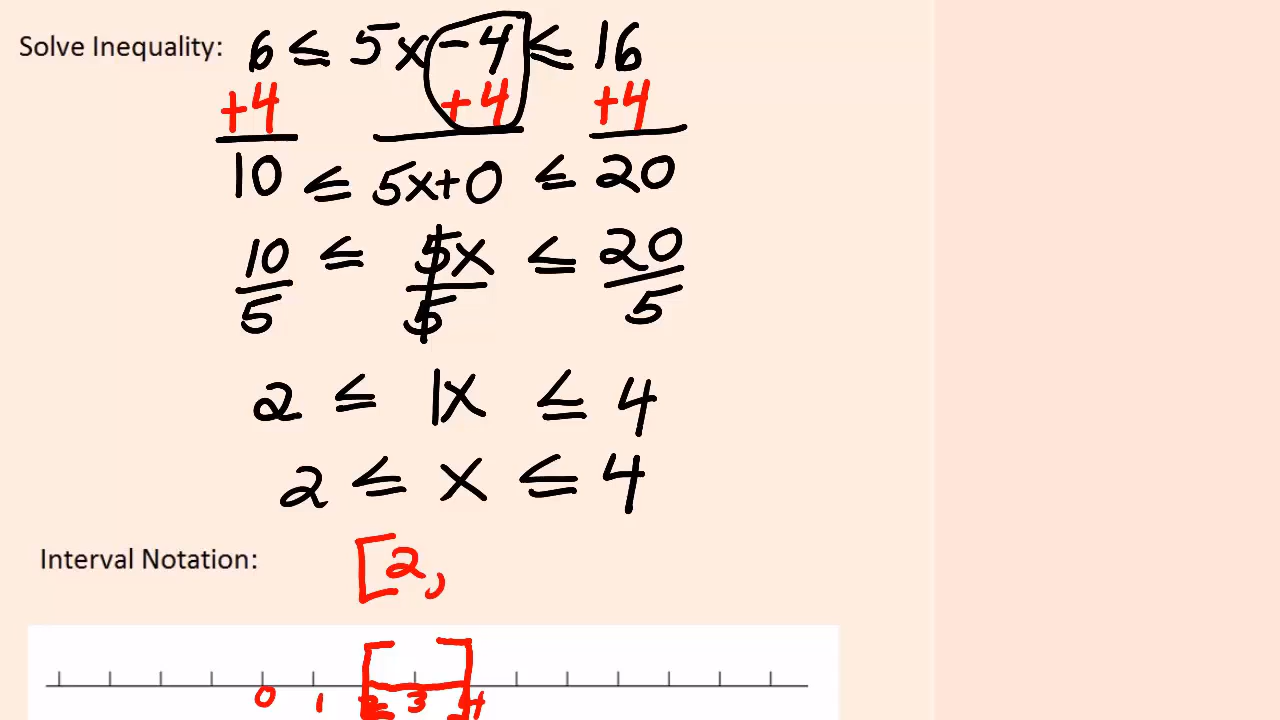 Solve Inequality: 6 ≤ 5x - 4 ≤ 16
+4 +4 +4
10 ≤ 5x+0 ≤ 20
10/5 ≤ 5x/5 ≤ 20/5
2 ≤ 1x ≤ 4
2 ≤ x ≤ 4
Interval Notation: [2,
[ ]
0 1 2 3 4